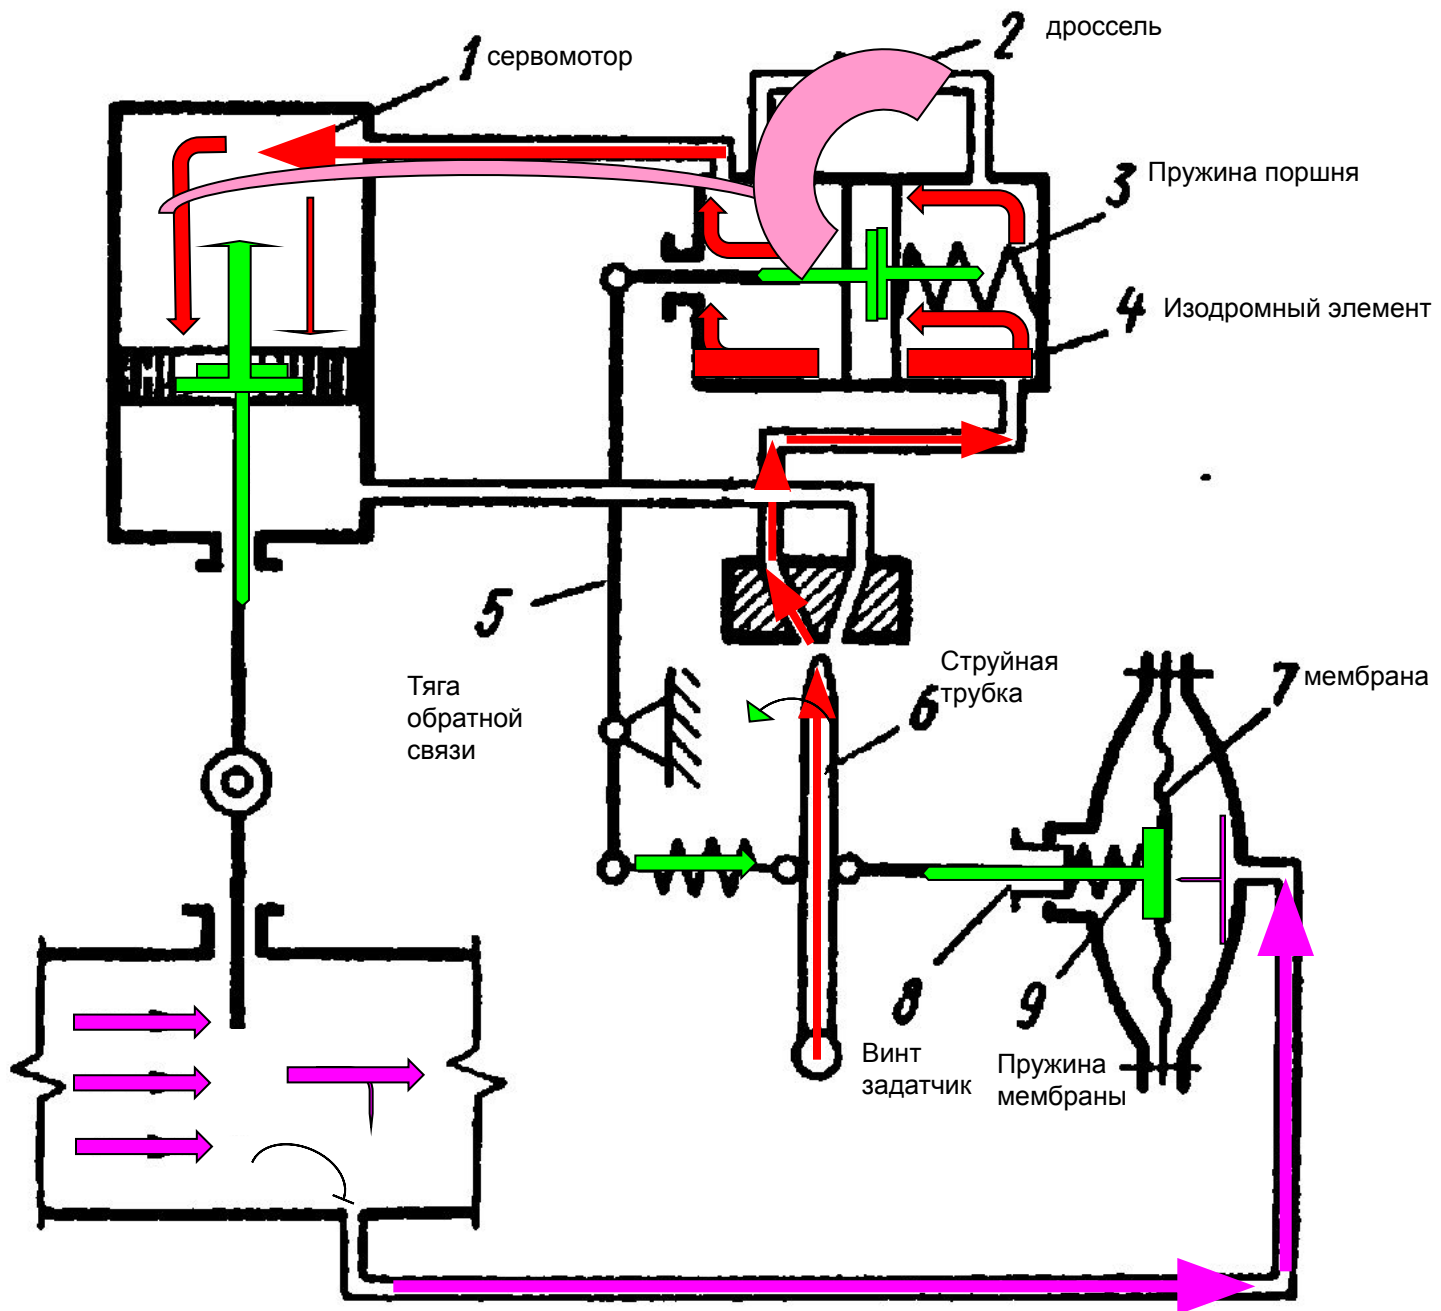 1 сервомотор
2 дроссель
3 Пружина поршня
4 Изодромный элемент
5
Тяга
обратной
связи
6
Струйная
трубка
7 мембрана
8
9
Винт
задатчик
Пружина
мембраны